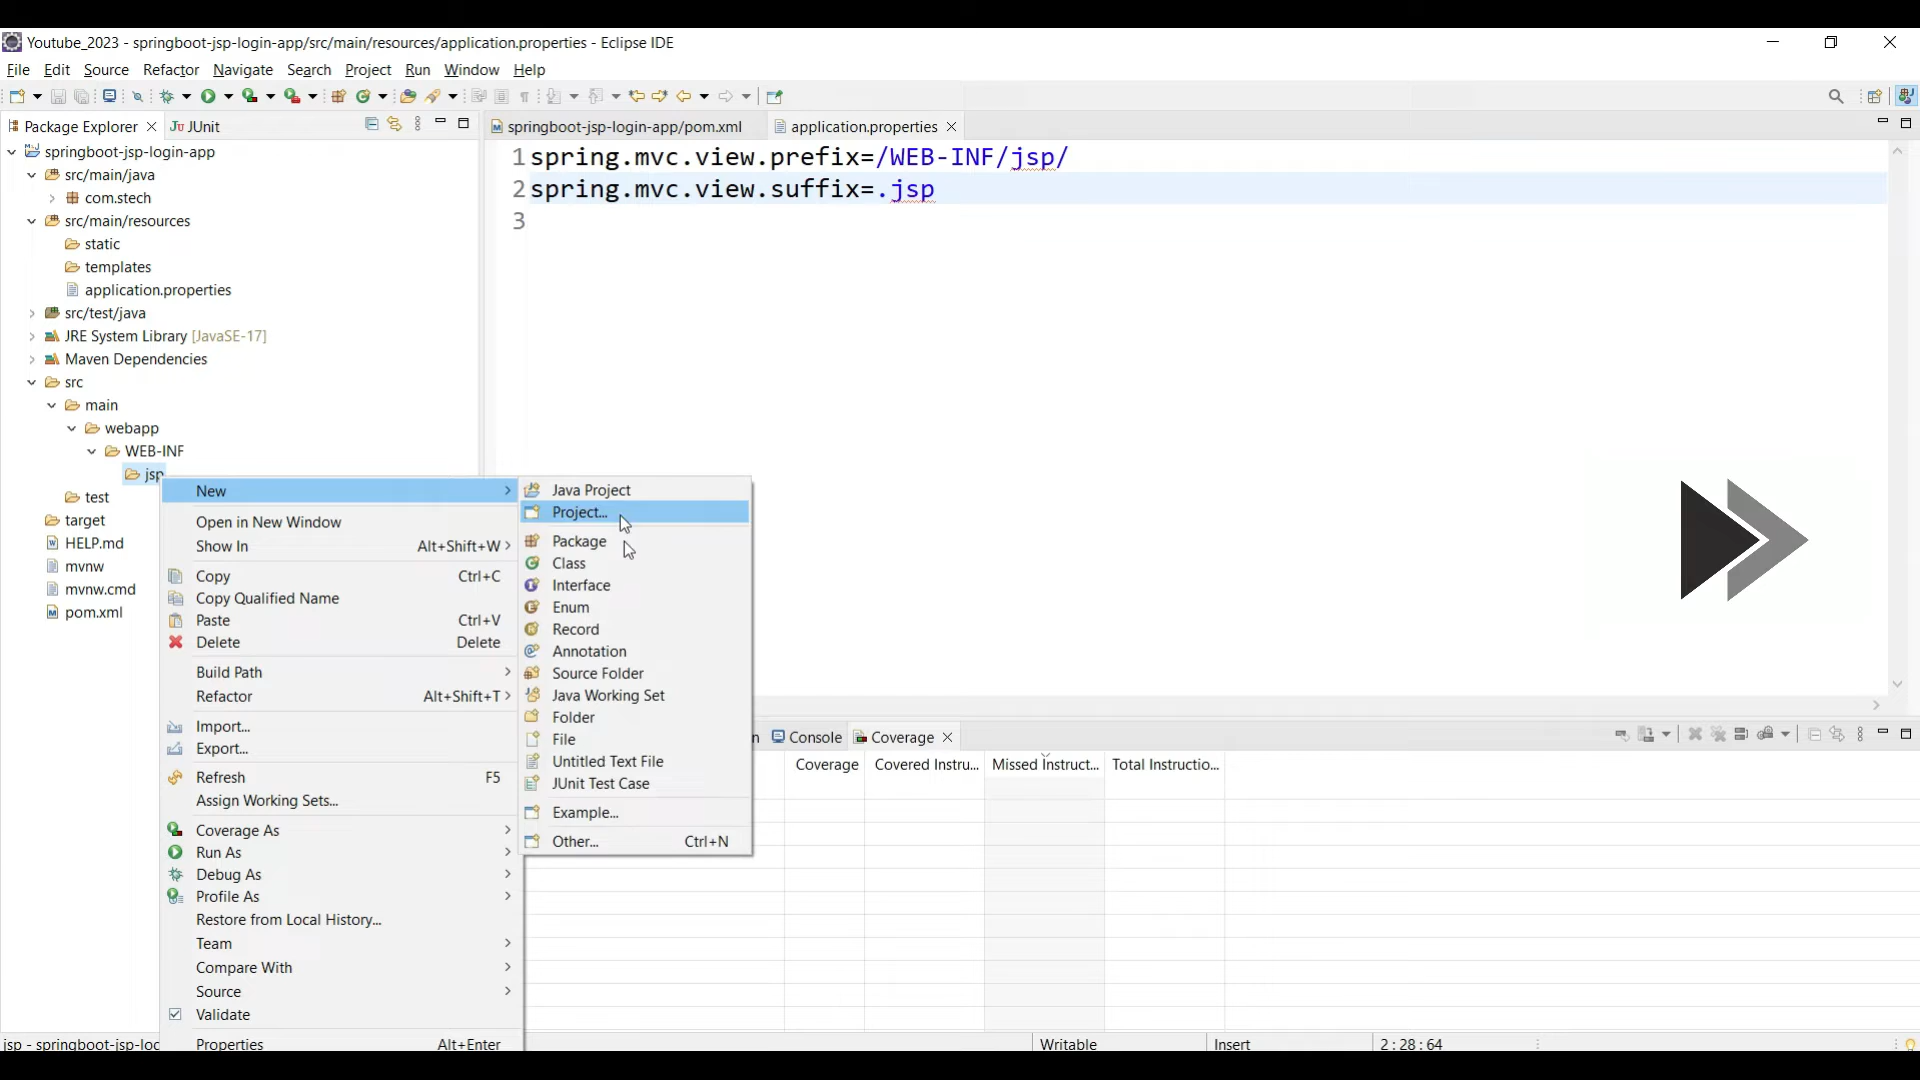 Youtube_2023 - springboot-jsp-login-app/src/main/resources/application.properties - Eclipse IDE
File Edit Source Refactor Navigate Search Project Run Window Help
Package Explorer JUnit
springboot-jsp-login-app/pom.xml application.properties
springboot-jsp-login-app
src/main/java
com.stech
src/main/resources
static
templates
application.properties
src/test/java
JRE System Library [JavaSE-17]
Maven Dependencies
src
main
webapp
WEB-INF
jsp
test
target
HELP.md
mvnw
mvnw.cmd
pom.xml
1 spring.mvc.view.prefix=/WEB-INF/jsp/
2 spring.mvc.view.suffix=.jsp
3
New
Open in New Window
Show In Alt+Shift+W
Copy Ctrl+C
Copy Qualified Name
Paste Ctrl+V
Delete Delete
Build Path
Refactor Alt+Shift+T
Import...
Export...
Refresh F5
Assign Working Sets...
Coverage As
Run As
Debug As
Profile As
Restore from Local History...
Team
Compare With
Source
Validate
Properties Alt+Enter
Java Project
Project...
Package
Class
Interface
Enum
Record
Annotation
Source Folder
Java Working Set
Folder
File
Untitled Text File
JUnit Test Case
Example...
Other... Ctrl+N
n Console Coverage
Coverage Covered Instru... Missed Instruct... Total Instructio...
jsp - springboot-jsp-loc Writable Insert 2 : 28 : 64